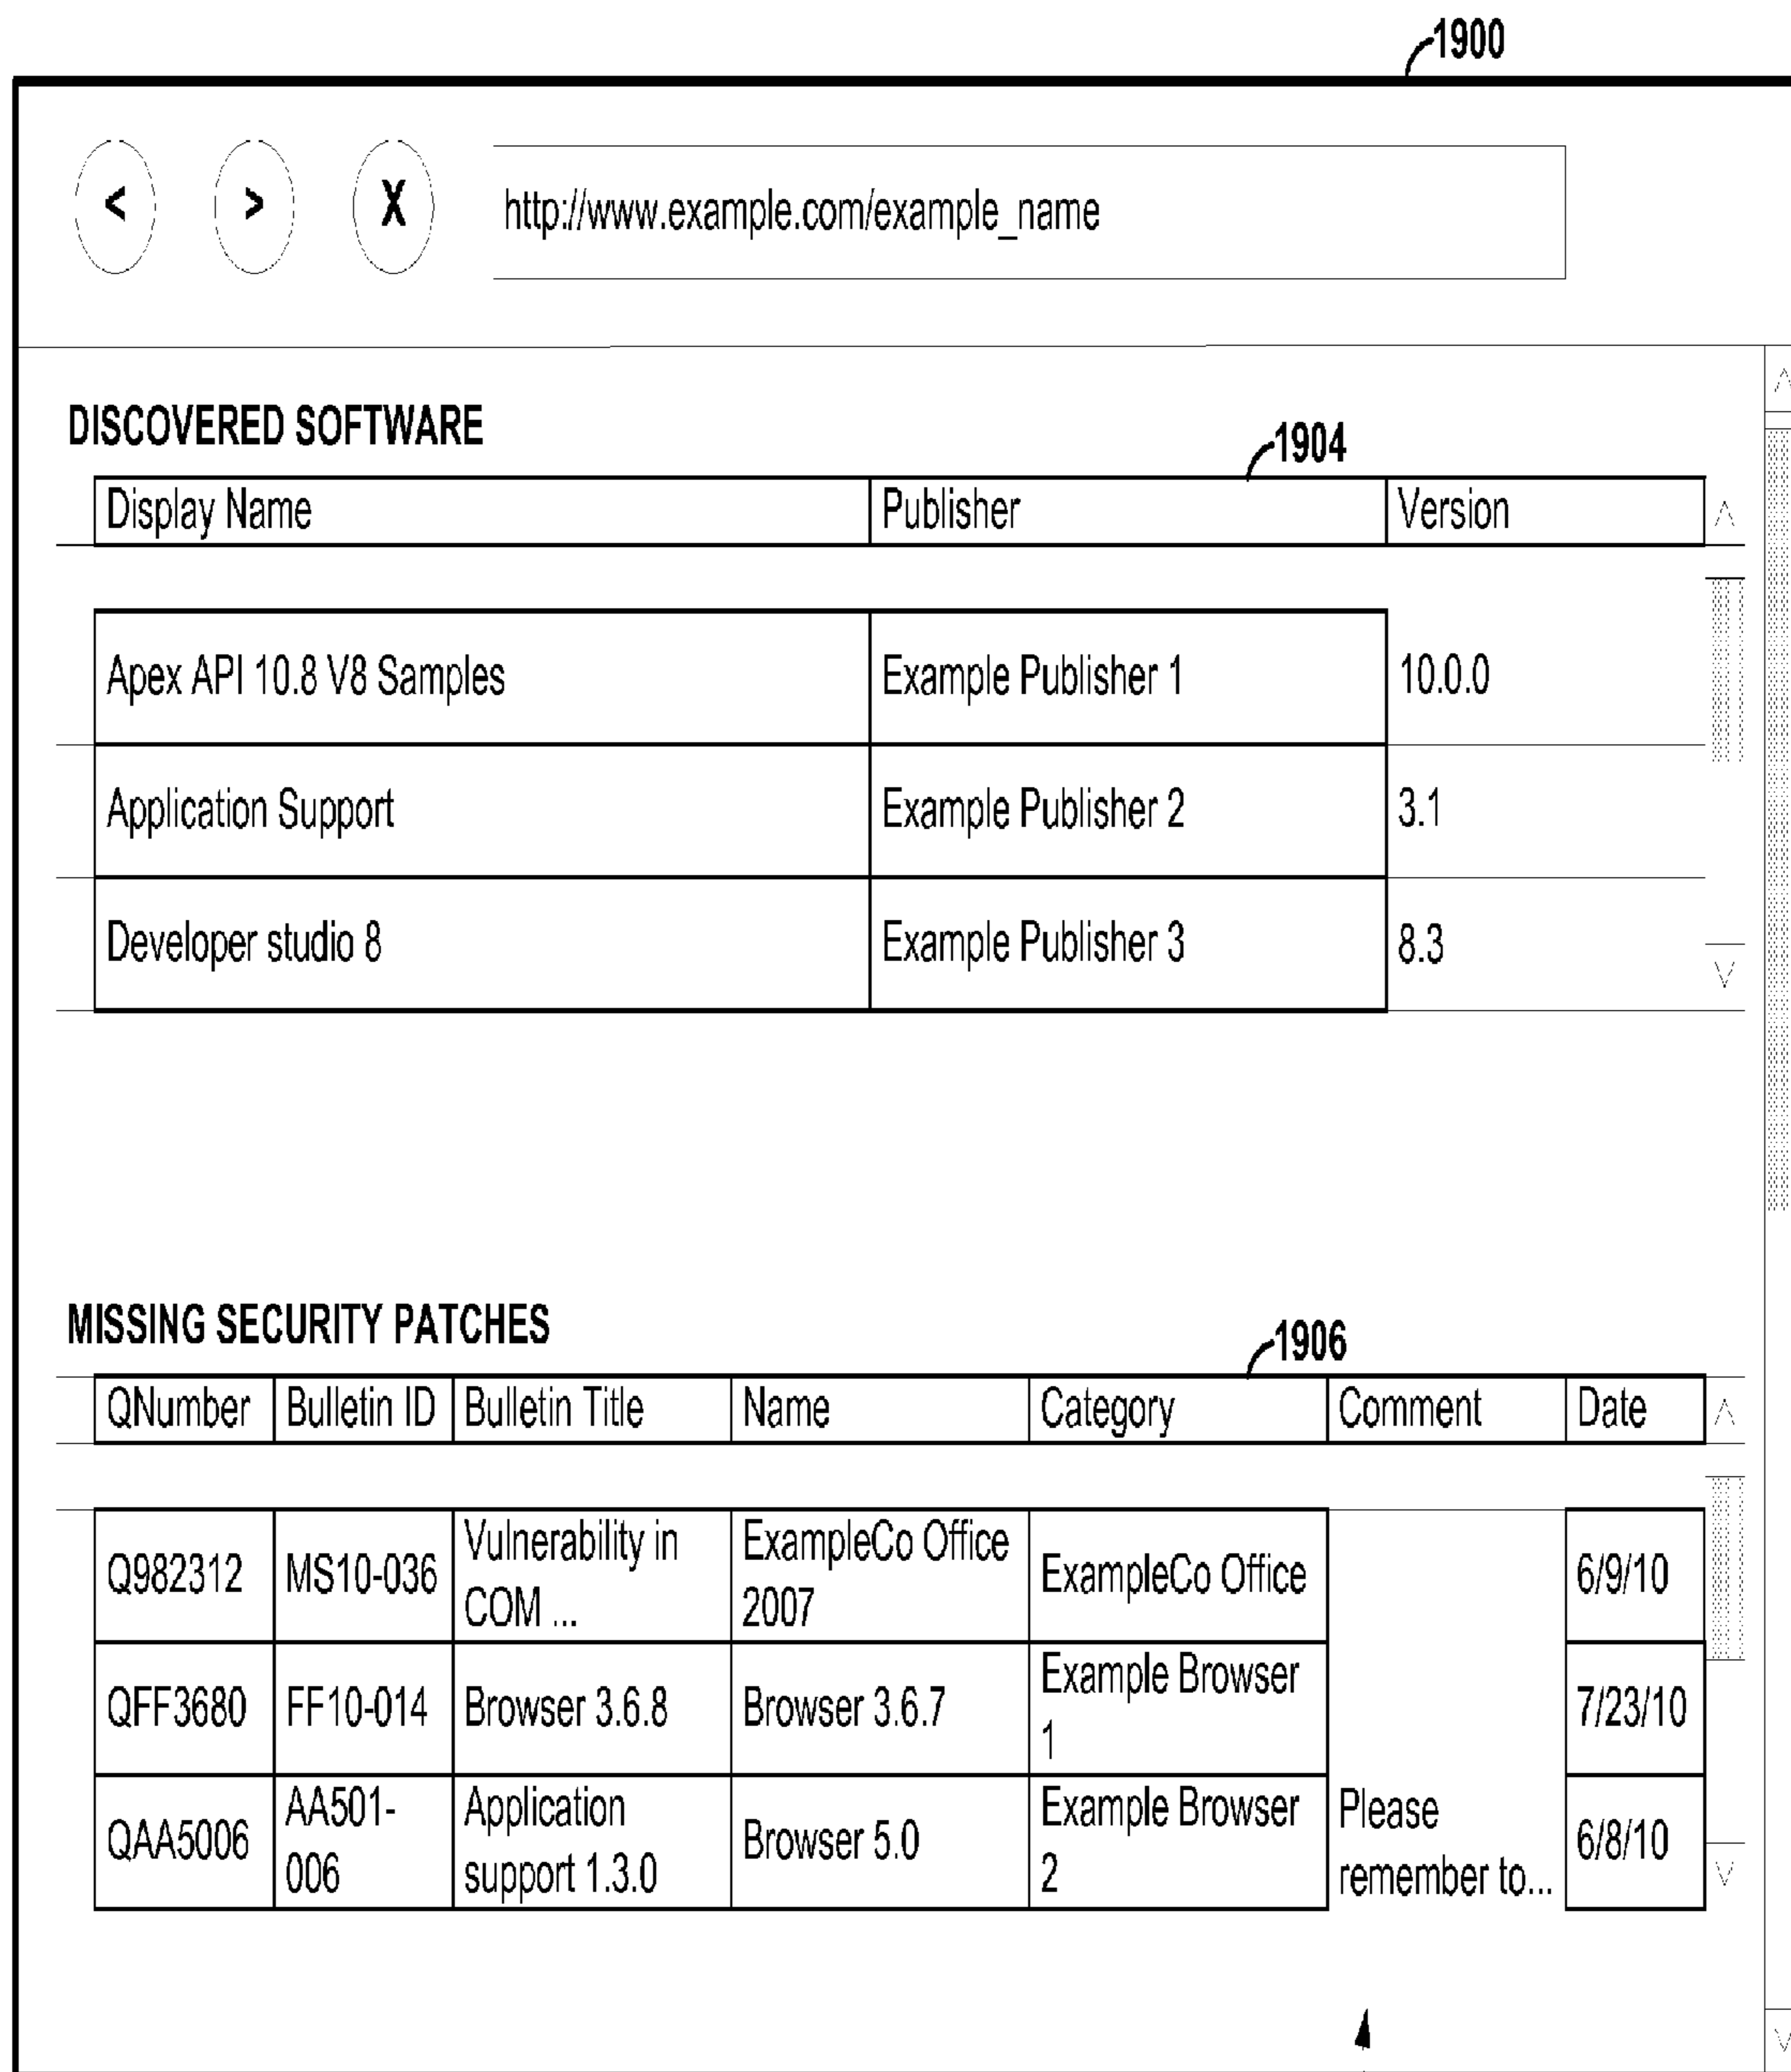 1900
< > X http://www.example.com/example_name
DISCOVERED SOFTWARE
1904
Display Name Publisher Version
Apex API 10.8 V8 Samples Example Publisher 1 10.0.0
Application Support Example Publisher 2 3.1
Developer studio 8 Example Publisher 3 8.3
MISSING SECURITY PATCHES
1906
QNumber Bulletin ID Bulletin Title Name Category Comment Date
Q982312 MS10-036 Vulnerability in COM ... ExampleCo Office 2007 ExampleCo Office 6/9/10
QFF3680 FF10-014 Browser 3.6.8 Browser 3.6.7 Example Browser 1 7/23/10
QAA5006 AA501-006 Application support 1.3.0 Browser 5.0 Example Browser 2 Please remember to... 6/8/10